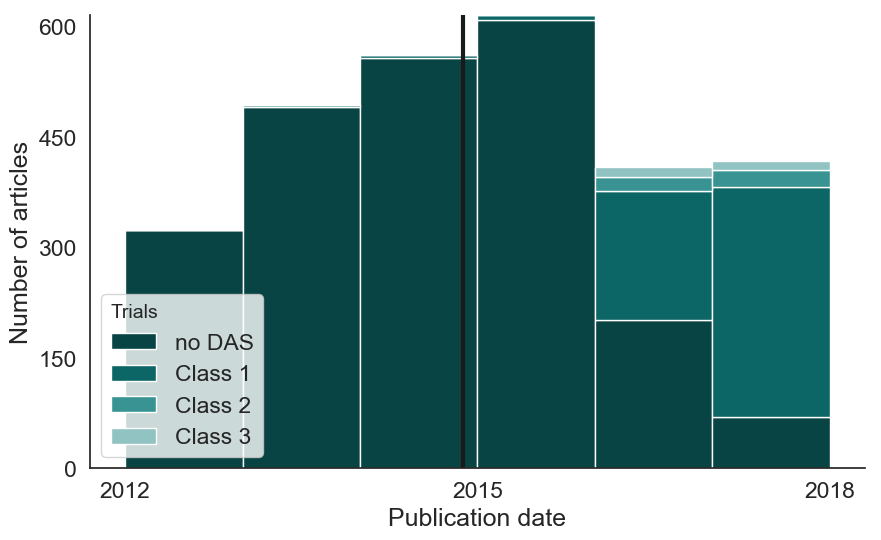 600
450
300
150
0
Number of articles
Trials
no DAS
Class 1
Class 2
Class 3
2012 2015 2018
Publication date